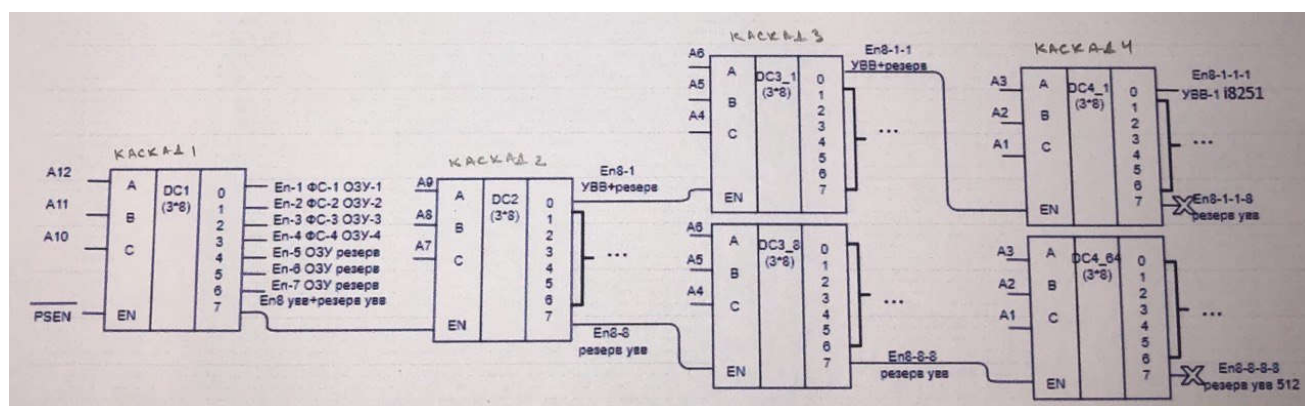 КАСКАД 1
A12
A11
A10
PSEN
A
B
C
EN
DC1
(3*8)
0
1
2
3
4
5
6
7
En-1 ФС-1 ОЗУ-1
En-2 ФС-2 ОЗУ-2
En-3 ФС-3 ОЗУ-3
En-4 ФС-4 ОЗУ-4
En-5 ОЗУ резерв
En-6 ОЗУ резерв
En-7 ОЗУ резерв
En8 увв+резерв увв
КАСКАД 2
A9
A8
A7
A
B
C
EN
DC2
(3*8)
0
1
2
3
4
5
6
7
...
En8-1
УВВ+резерв
En8-8
резерв увв
КАСКАД 3
A6
A5
A4
A
B
C
EN
DC3_1
(3*8)
0
1
2
3
4
5
6
7
...
En8-1-1
УВВ+резерв
A6
A5
A4
A
B
C
EN
DC3_8
(3*8)
0
1
2
3
4
5
6
7
...
En8-8-8
резерв увв
КАСКАД 4
A3
A2
A1
A
B
C
EN
DC4_1
(3*8)
0
1
2
3
4
5
6
7
...
En8-1-1-1
УВВ-1 i8251
En8-1-1-8
резерв увв
A3
A2
A1
A
B
C
EN
DC4_64
(3*8)
0
1
2
3
4
5
6
7
...
En8-8-8-8
резерв увв 512